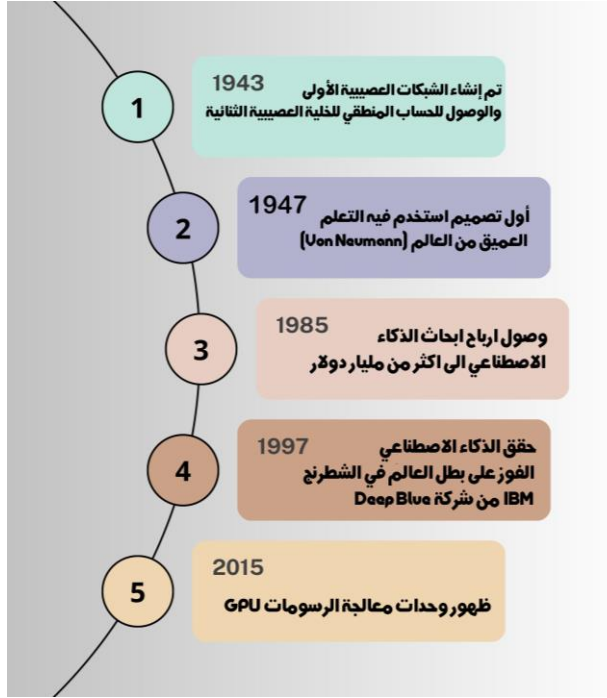 1
1943
تم إنشاء الشبكات العصبية الأولى
والوصول للحساب المنطقي للخلية العصبية الثنائية
2
1947
أول تصميم استخدم فيه التعلم
العميق من العالم (Von Neumann)
3
1985
وصول ارباح ابحاث الذكاء
الاصطناعي الى اكثر من مليار دولار
4
1997
حقق الذكاء الاصطناعي
الفوز على بطل العالم في الشطرنج
Deep Blue من شركة IBM
5
2015
ظهور وحدات معالجة الرسومات GPU